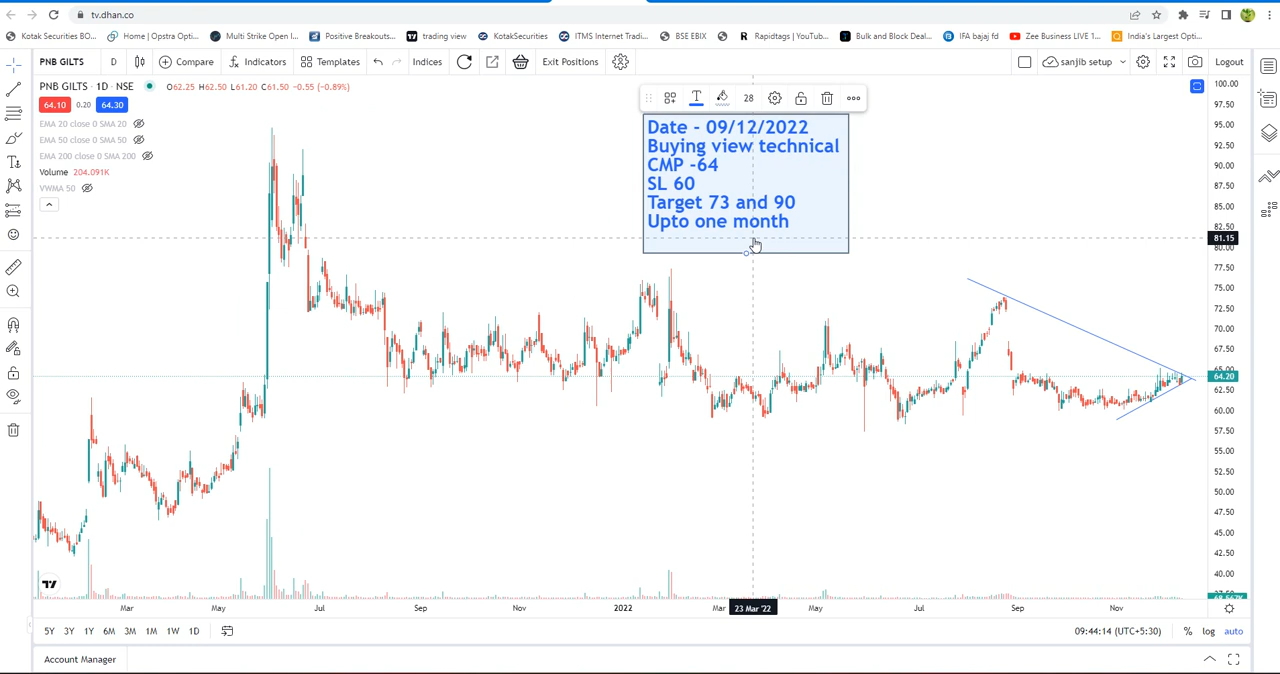 tv.dhan.co
Kotak Securities BO...
Home | Opstra Opti...
Multi Strike Open I...
Positive Breakouts...
trading view
KotakSecurities
ITMS Internet Tradi...
BSE EBIX
R Rapidtags | YouTub...
Bulk and Block Deal...
IFA bajaj fd
Zee Business LIVE 1...
India's Largest Opti...
PNB GILTS
D
Compare
Indicators
Templates
Indices
Exit Positions
sanjib setup
Logout
PNB GILTS · 1D · NSE
O62.25 H62.50 L61.20 C61.50 -0.55 (-0.89%)
64.10 0.20 64.30
EMA 20 close 0 SMA 20
EMA 50 close 0 SMA 50
EMA 200 close 0 SMA 200
Volume 204.091K
VWMA 50
T 28
Date - 09/12/2022
Buying view technical
CMP -64
SL 60
Target 73 and 90
Upto one month
100.00
97.50
95.00
92.50
90.00
87.50
85.00
82.50
81.15
80.00
77.50
75.00
72.50
70.00
67.50
65.00
64.20
62.50
60.00
57.50
55.00
52.50
50.00
47.50
45.00
42.50
40.00
Mar May Jul Sep Nov 2022 Mar 23 Mar '22 May Jul Sep Nov
5Y 3Y 1Y 6M 3M 1M 1W 1D
09:44:14 (UTC+5:30) % log auto
Account Manager